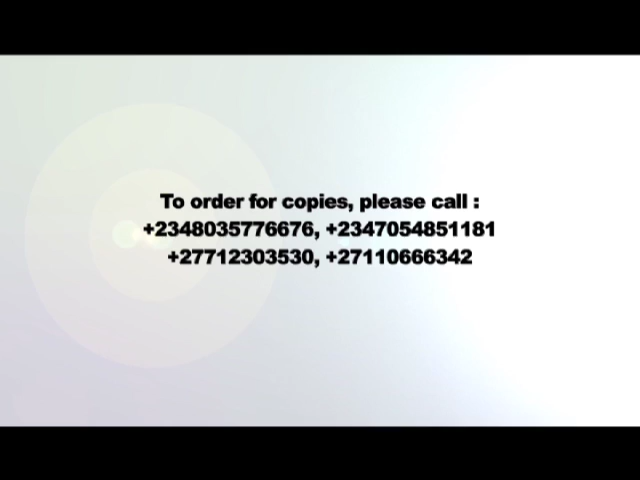 To order for copies, please call :
+2348035776676, +2347054851181
+27712303530, +27110666342